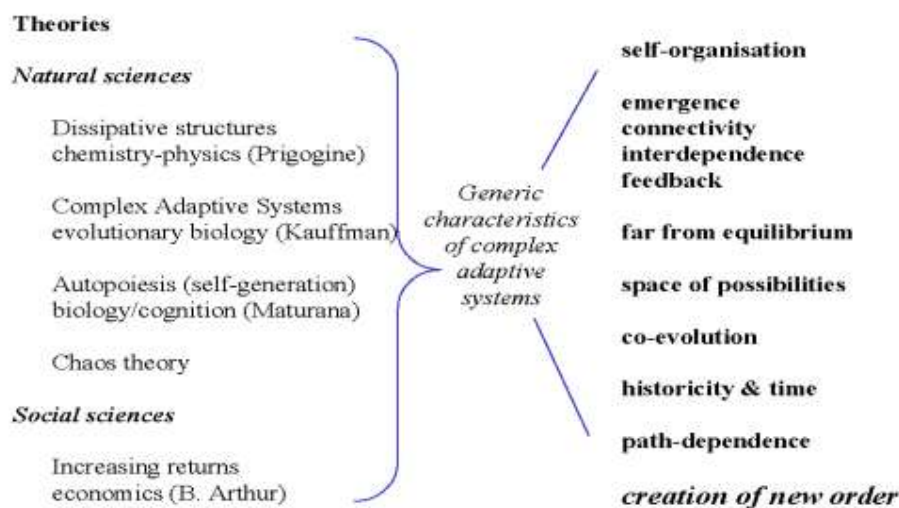 Theories
Natural sciences
Dissipative structures
chemistry-physics (Prigogine)
Complex Adaptive Systems
evolutionary biology (Kauffman)
Autopoiesis (self-generation)
biology/cognition (Maturana)
Chaos theory
Social sciences
Increasing returns
economics (B. Arthur)
Generic
characteristics
of complex
adaptive
systems
self-organisation
emergence
connectivity
interdependence
feedback
far from equilibrium
space of possibilities
co-evolution
historicity & time
path-dependence
creation of new order